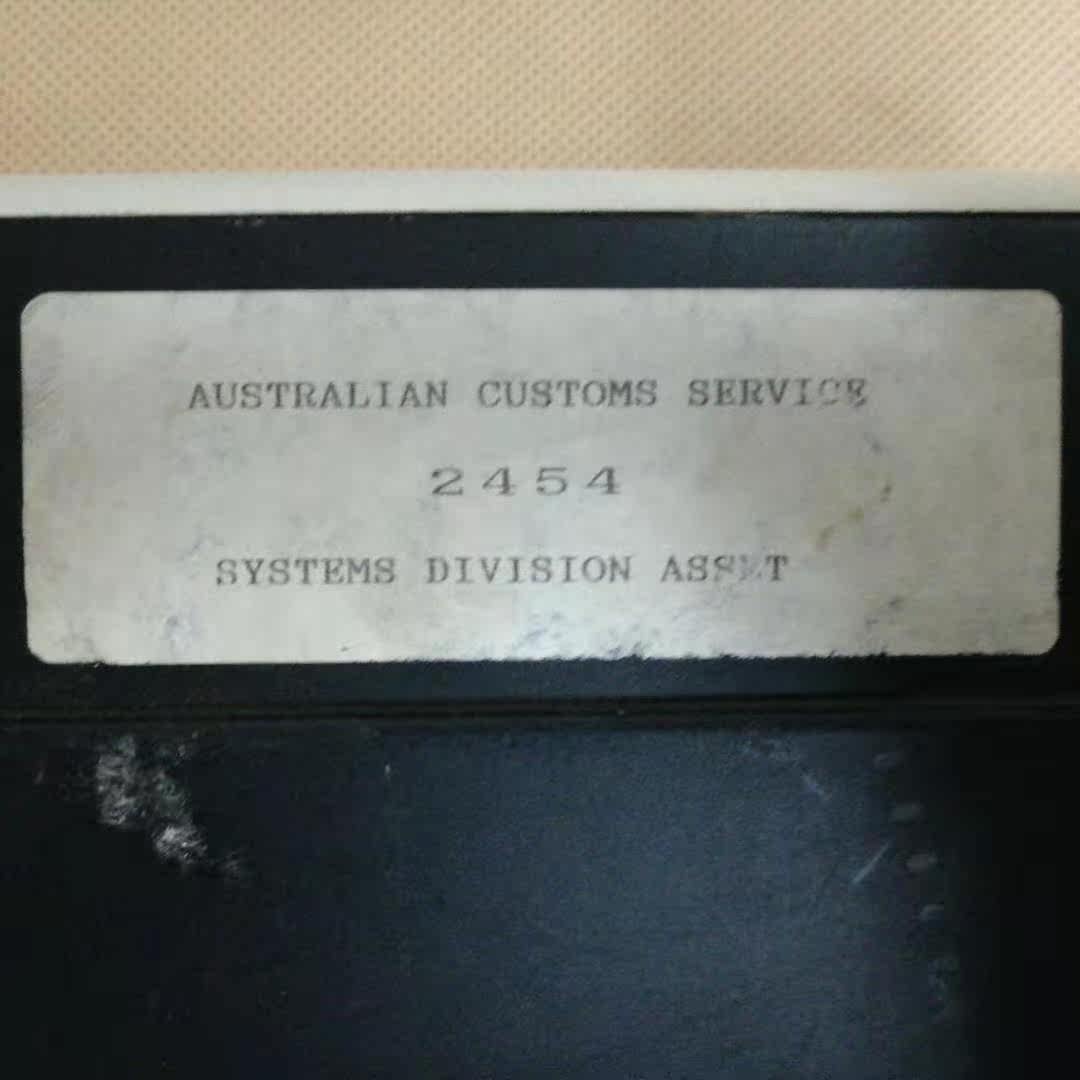 AUSTRALIAN CUSTOMS SERVICE
2454
SYSTEMS DIVISION ASSET